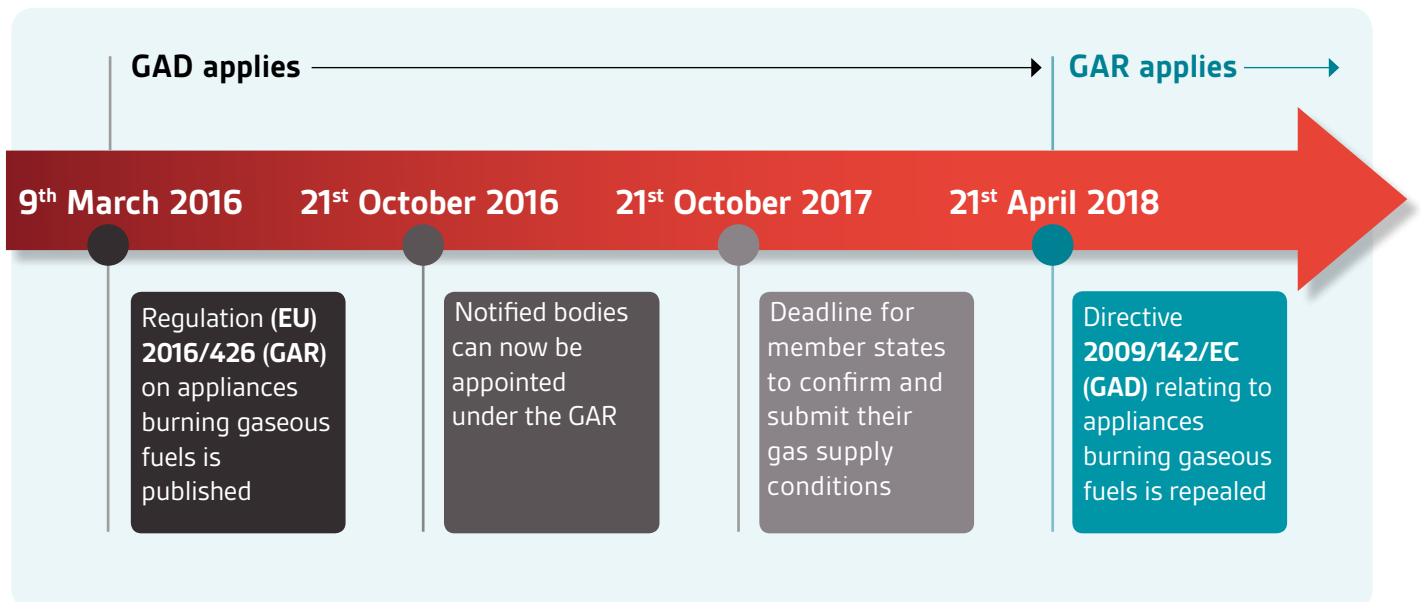 GAD applies
GAR applies
9th March 2016
21st October 2016
21st October 2017
21st April 2018
Regulation (EU)
2016/426 (GAR)
on appliances
burning gaseous
fuels is
published
Notified bodies
can now be
appointed
under the GAR
Deadline for
member states
to confirm and
submit their
gas supply
conditions
Directive
2009/142/EC
(GAD) relating to
appliances
burning gaseous
fuels is repealed